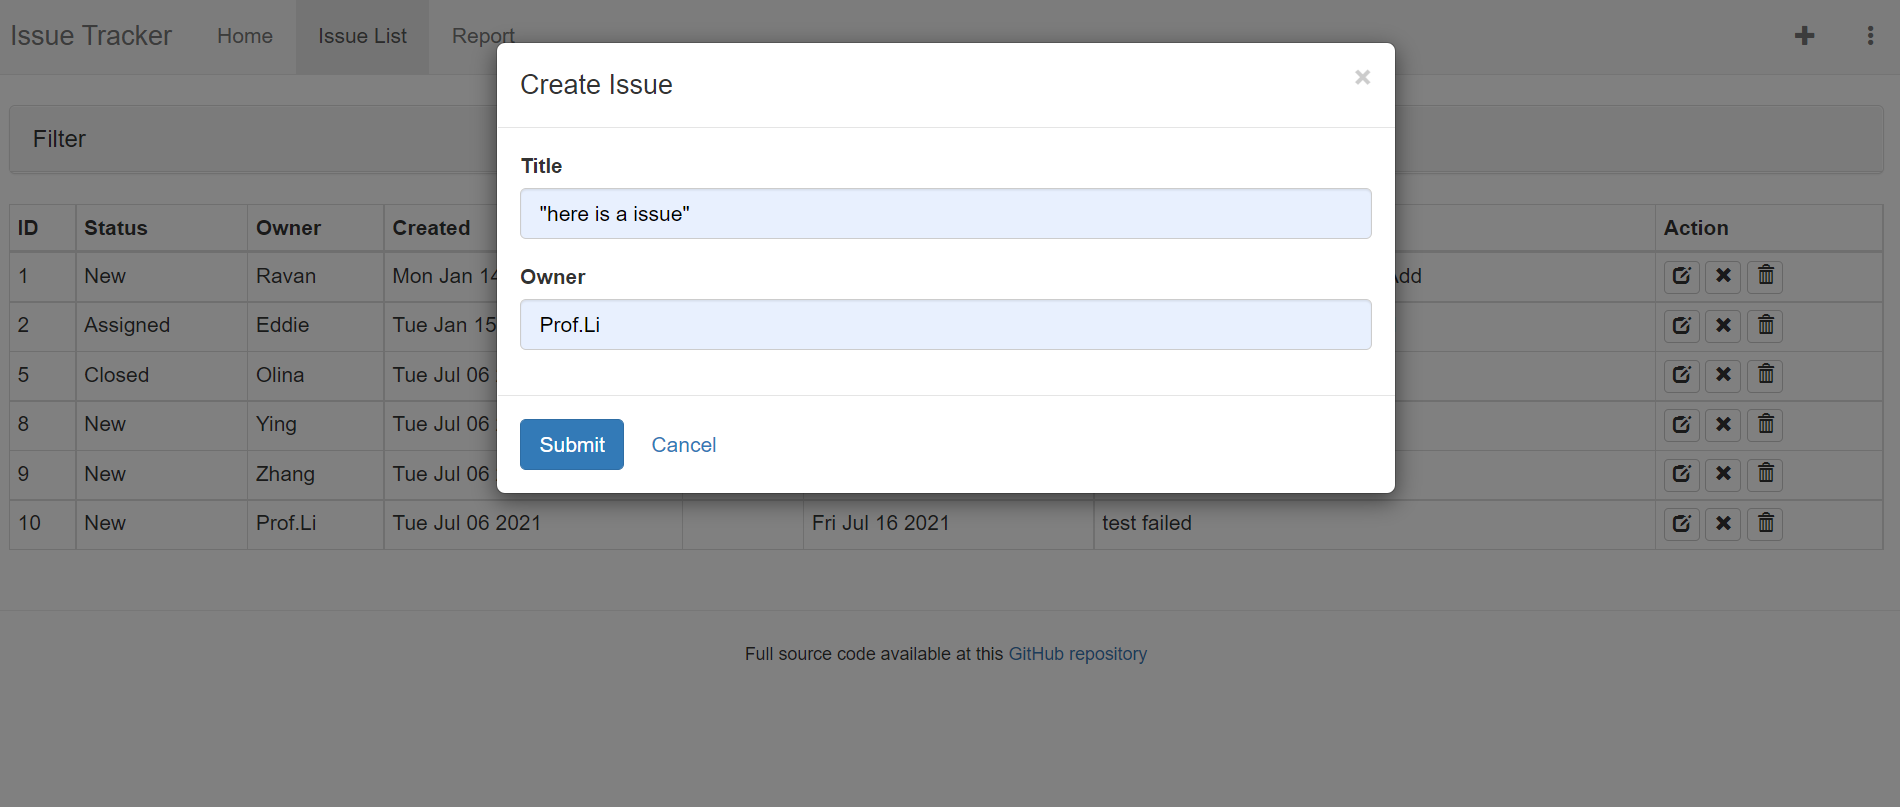 Issue Tracker Home Issue List Report
Create Issue ×
Filter
Title
"here is a issue"
ID Status Owner Created Action
Owner
1 New Ravan Mon Jan 14 Add
Prof.Li
2 Assigned Eddie Tue Jan 15
5 Closed Olina Tue Jul 06
8 New Ying Tue Jul 06
Submit Cancel
9 New Zhang Tue Jul 06
10 New Prof.Li Tue Jul 06 2021 Fri Jul 16 2021 test failed
Full source code available at this GitHub repository